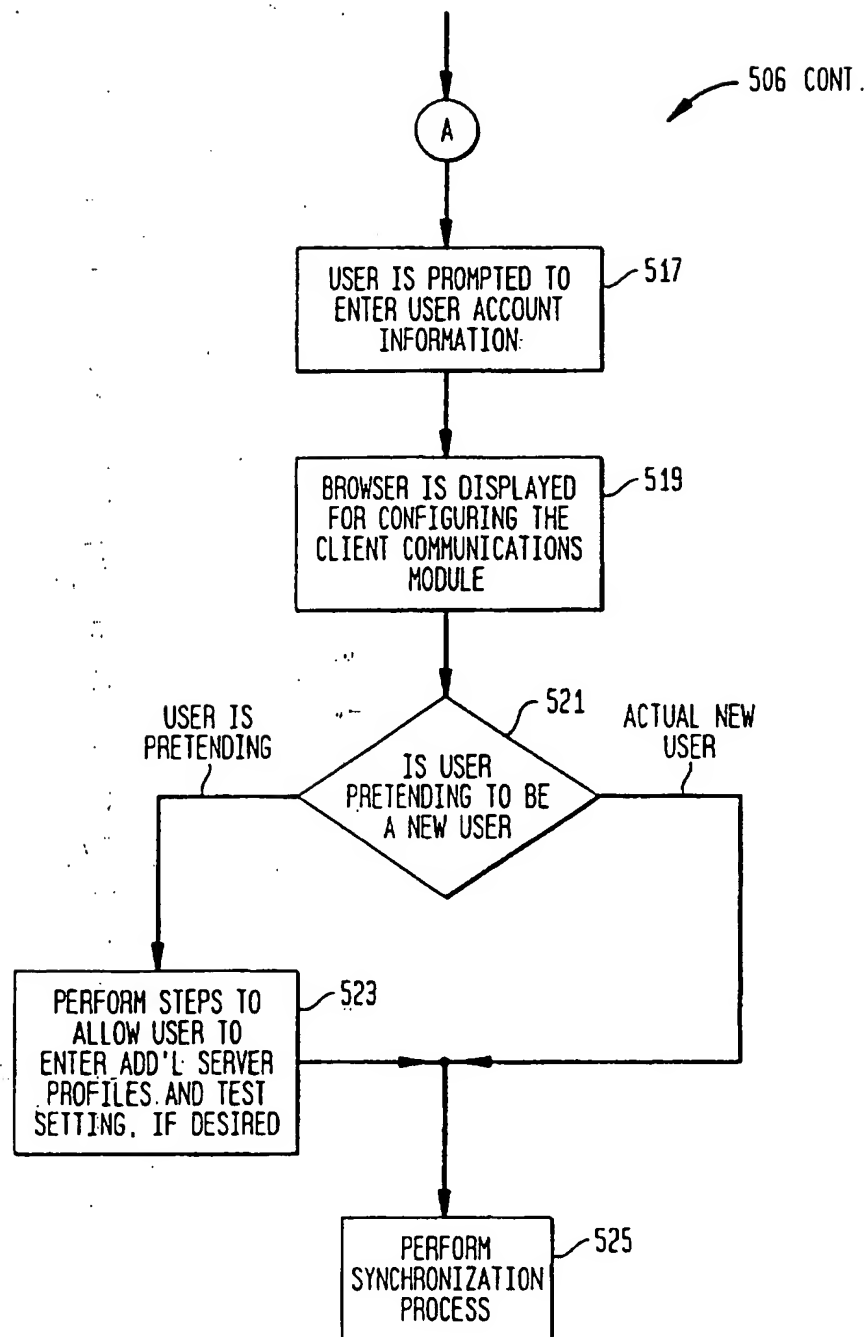 506 CONT.
A
USER IS PROMPTED TO
ENTER USER ACCOUNT
INFORMATION
517
BROWSER IS DISPLAYED
FOR CONFIGURING THE
CLIENT COMMUNICATIONS
MODULE
519
521
USER IS
PRETENDING
ACTUAL NEW
USER
IS USER
PRETENDING TO BE
A NEW USER
PERFORM STEPS TO
ALLOW USER TO
ENTER ADD'L SERVER
PROFILES AND TEST
SETTING, IF DESIRED
523
PERFORM
SYNCHRONIZATION
PROCESS
525